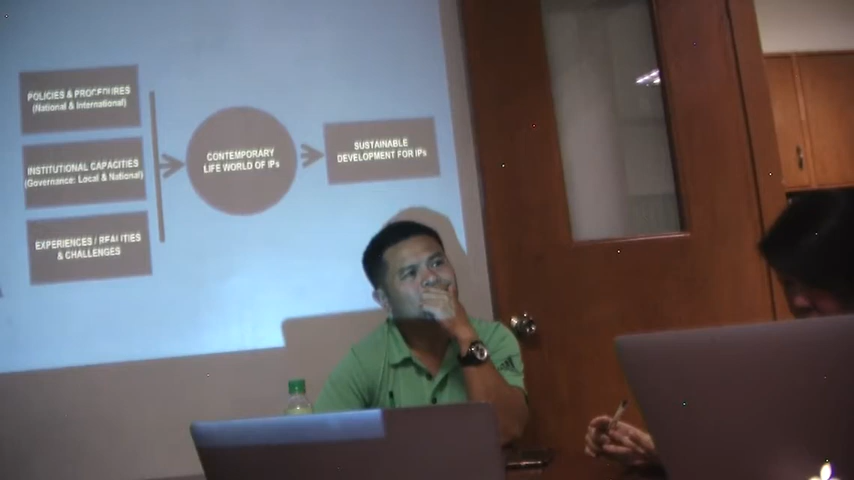 POLICIES & PROCEDURES
(National & International)
INSTITUTIONAL CAPACITIES
(Governance: Local & National)
EXPERIENCES / REALITIES
& CHALLENGES
CONTEMPORARY
LIFE WORLD OF IPs
SUSTAINABLE
DEVELOPMENT FOR IPs